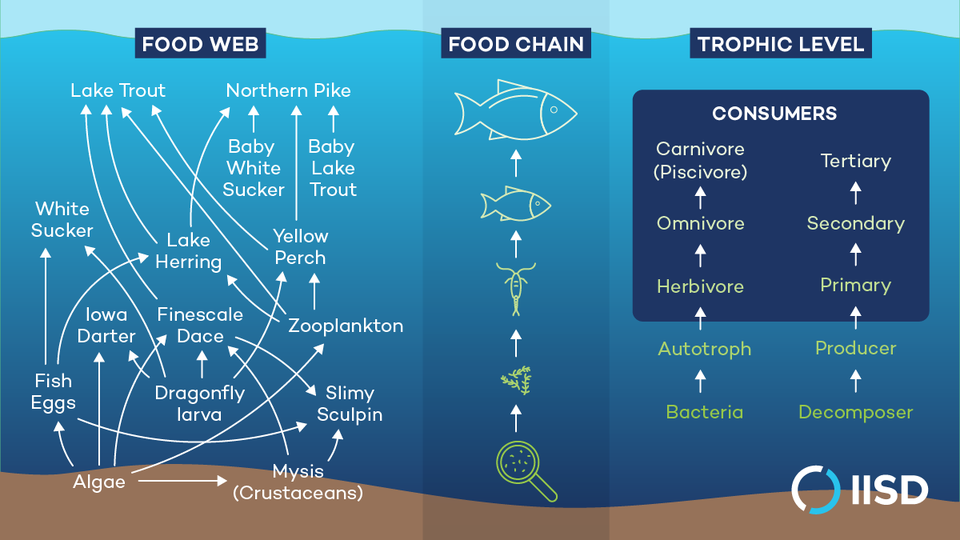 FOOD WEB
Lake Trout
Northern Pike
Baby
White
Sucker
Baby
Lake
Trout
White
Sucker
Lake
Herring
Yellow
Perch
Iowa
Darter
Finescale
Dace
Zooplankton
Fish
Eggs
Dragonfly
larva
Slimy
Sculpin
Algae
Mysis
(Crustaceans)
FOOD CHAIN
TROPHIC LEVEL
CONSUMERS
Carnivore
(Piscivore)
Tertiary
Omnivore
Secondary
Herbivore
Primary
Autotroph
Producer
Bacteria
Decomposer
IISD